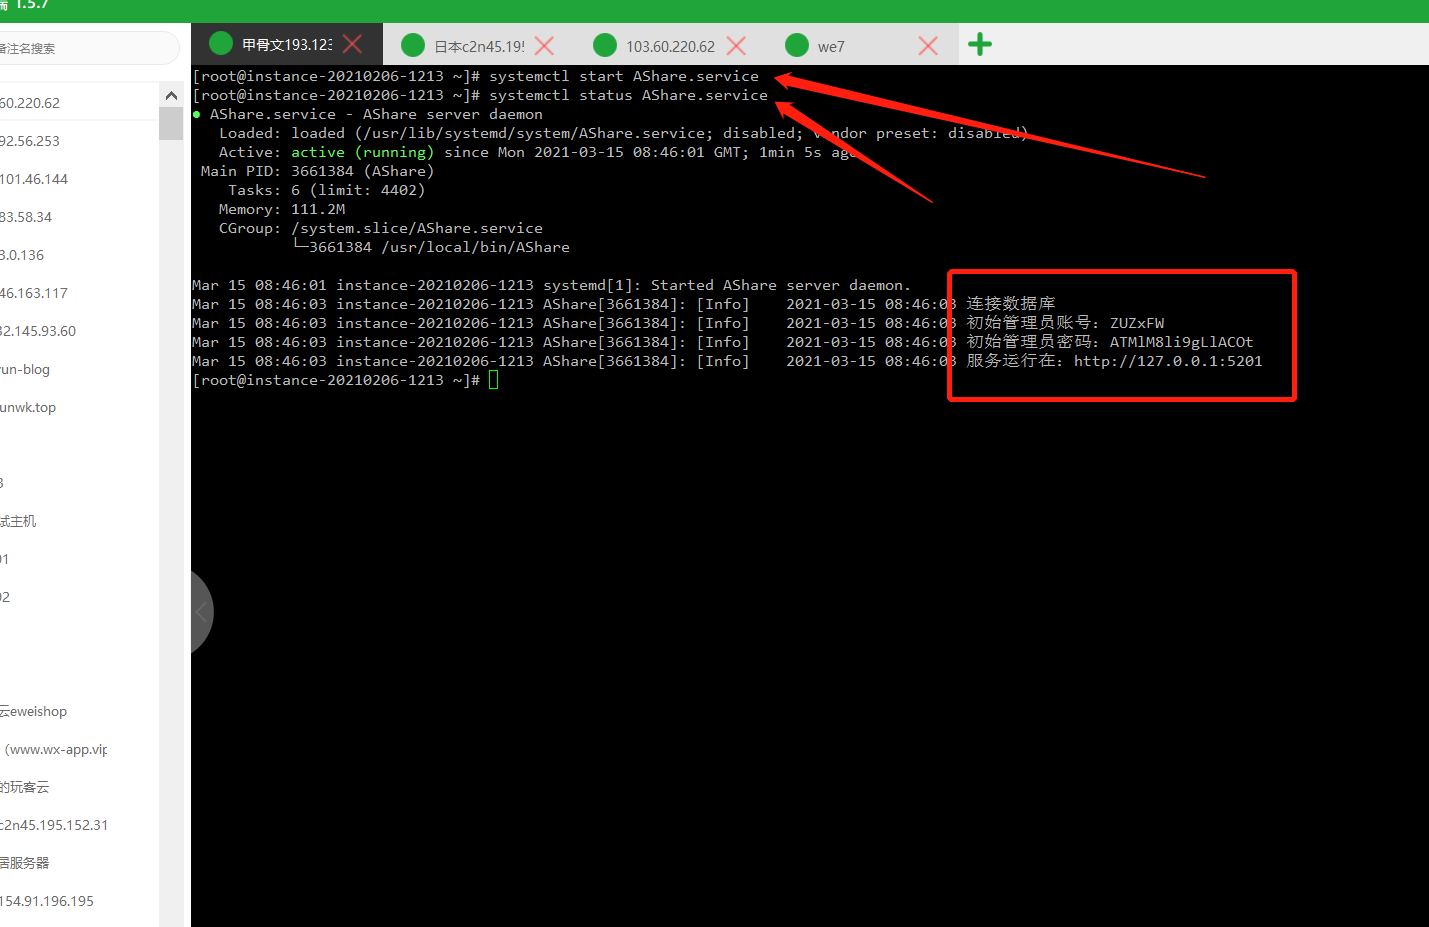 端 1.5.7
备注名搜索
甲骨文193.123
日本c2n45.195
103.60.220.62
we7
60.220.62
92.56.253
101.46.144
83.58.34
3.0.136
46.163.117
32.145.93.60
yun-blog
unwk.top
3
试主机
01
02
云eweishop
（www.wx-app.vip
的玩客云
c2n45.195.152.31
居服务器
154.91.196.195
[root@instance-20210206-1213 ~]# systemctl start AShare.service
[root@instance-20210206-1213 ~]# systemctl status AShare.service
● AShare.service - AShare server daemon
Loaded: loaded (/usr/lib/systemd/system/AShare.service; disabled; vendor preset: disabled)
Active: active (running) since Mon 2021-03-15 08:46:01 GMT; 1min 5s ago
Main PID: 3661384 (AShare)
Tasks: 6 (limit: 4402)
Memory: 111.2M
CGroup: /system.slice/AShare.service
└─3661384 /usr/local/bin/AShare
Mar 15 08:46:01 instance-20210206-1213 systemd[1]: Started AShare server daemon.
Mar 15 08:46:03 instance-20210206-1213 AShare[3661384]: [Info] 2021-03-15 08:46:03 连接数据库
Mar 15 08:46:03 instance-20210206-1213 AShare[3661384]: [Info] 2021-03-15 08:46:03 初始管理员账号: ZUZxFW
Mar 15 08:46:03 instance-20210206-1213 AShare[3661384]: [Info] 2021-03-15 08:46:03 初始管理员密码: ATMlM8li9gLlACOt
Mar 15 08:46:03 instance-20210206-1213 AShare[3661384]: [Info] 2021-03-15 08:46:03 服务运行在: http://127.0.0.1:5201
[root@instance-20210206-1213 ~]#